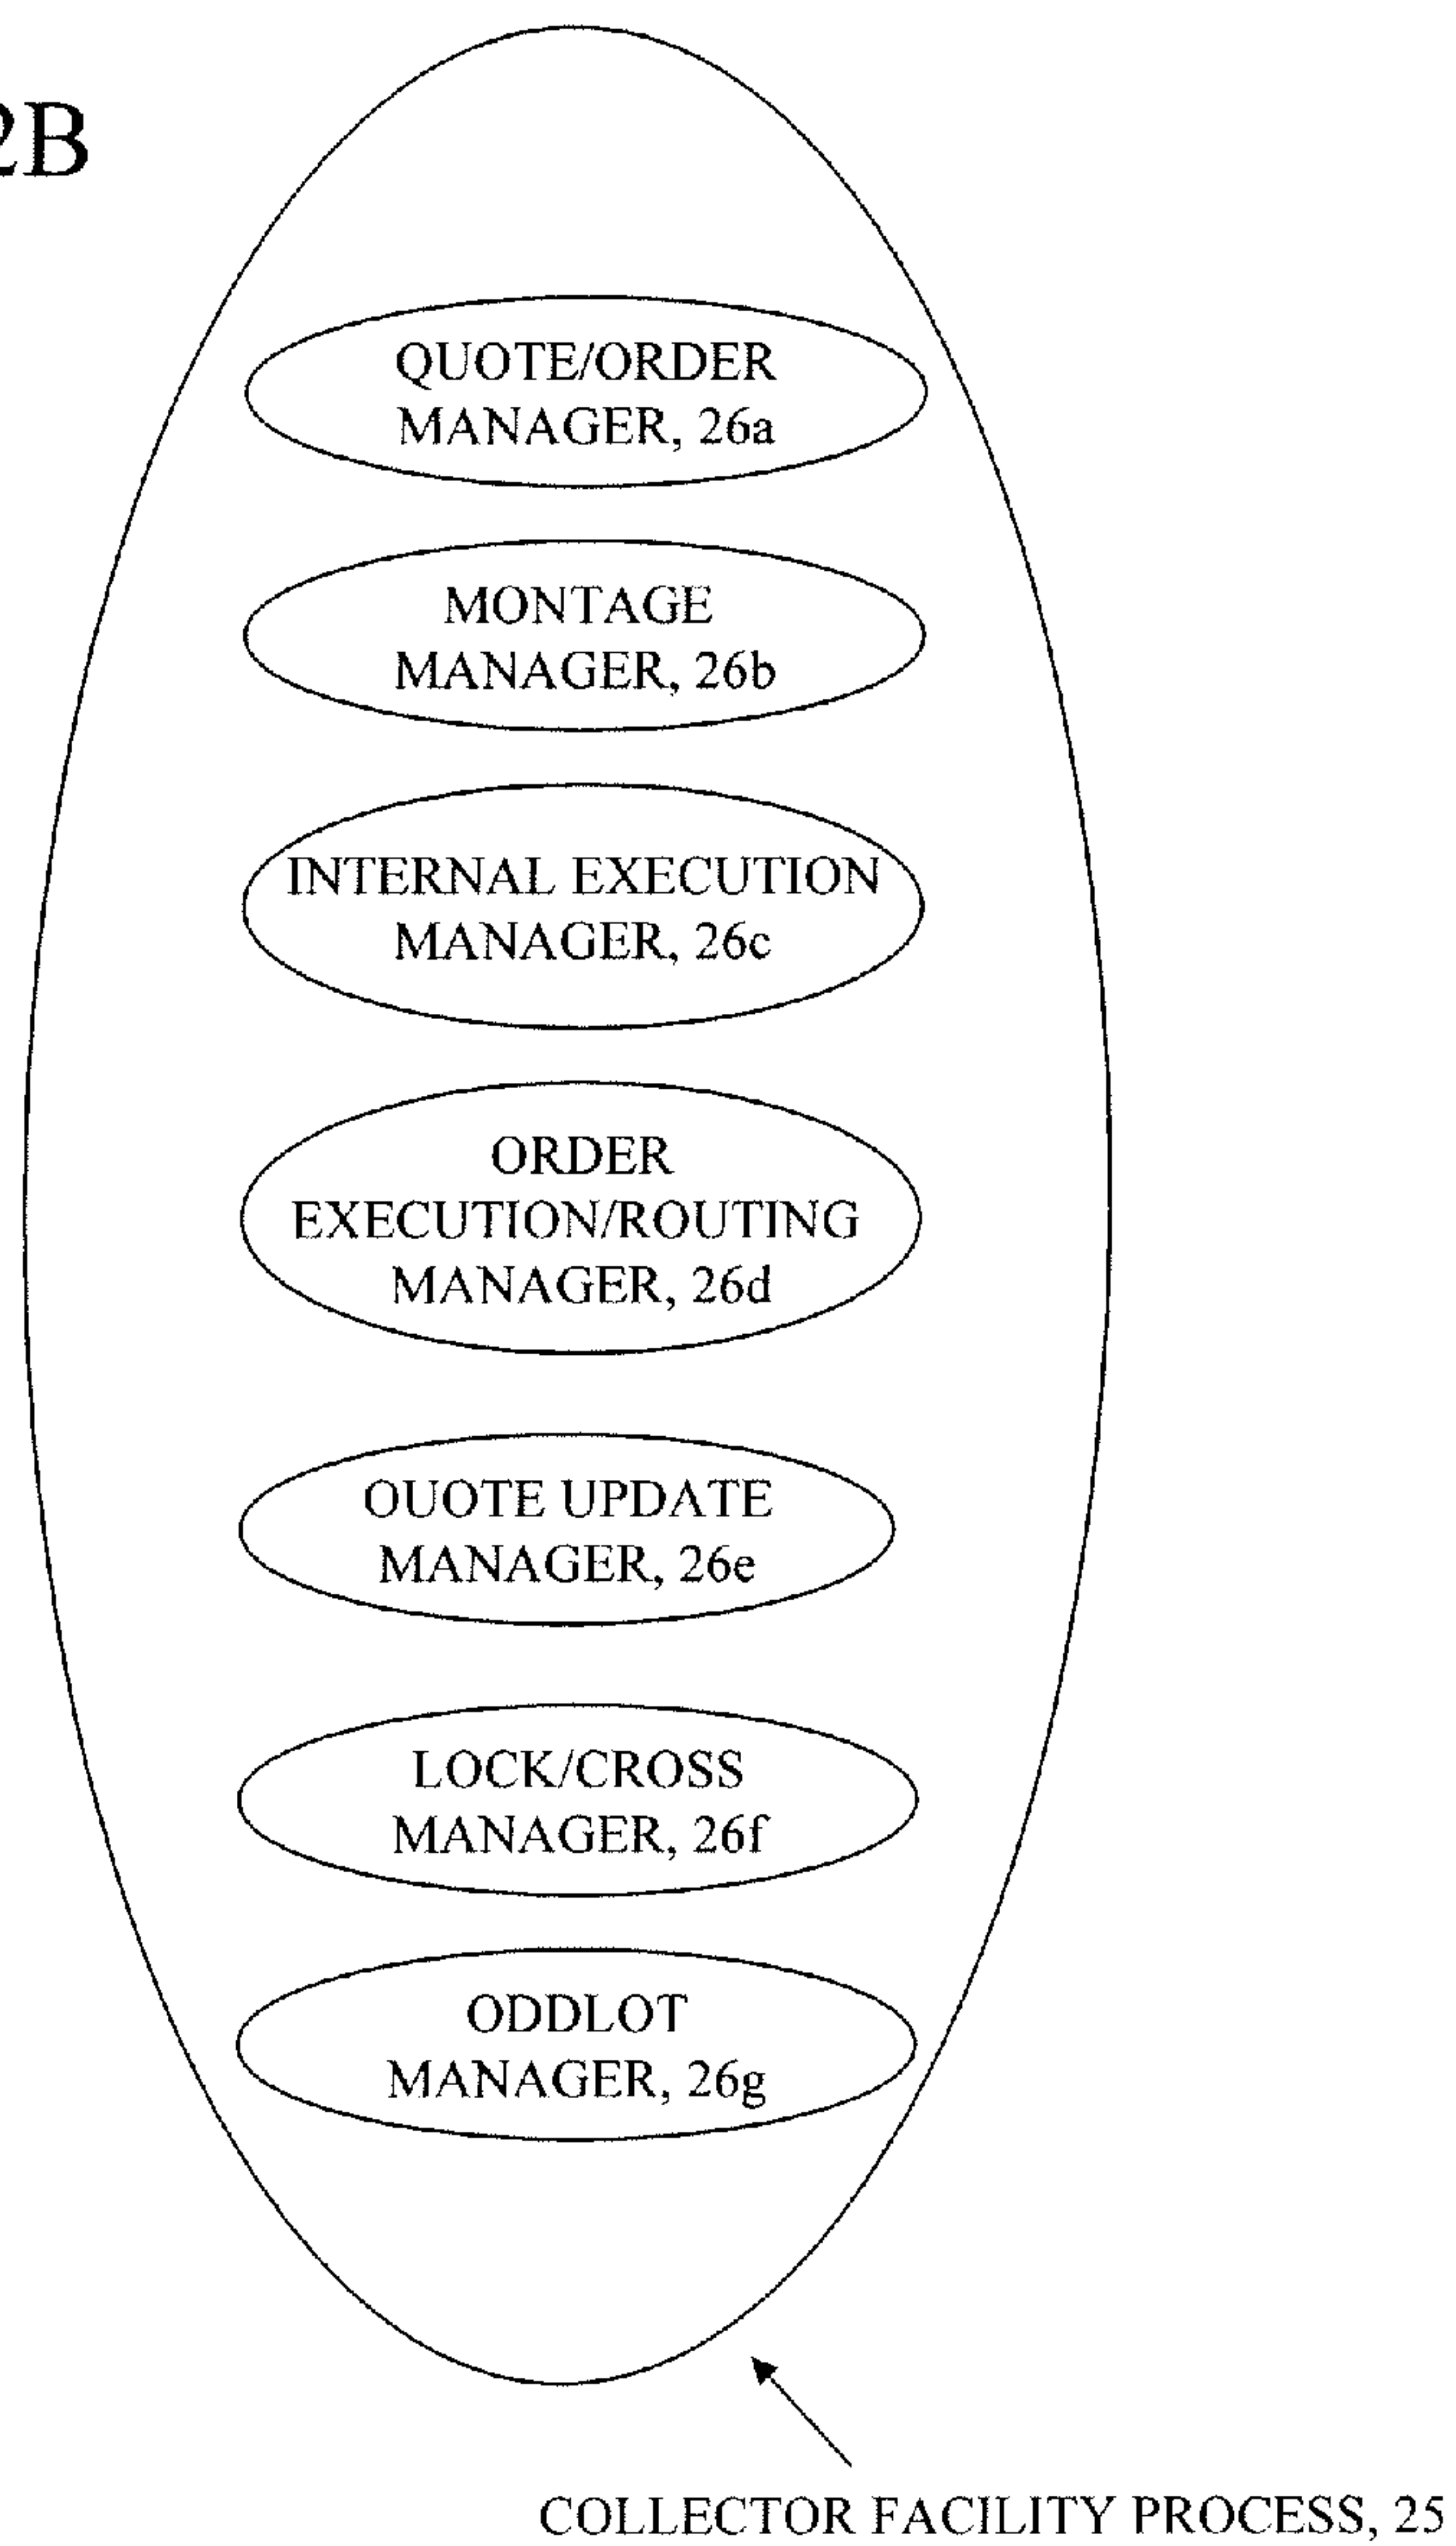 2B
QUOTE/ORDER
MANAGER, 26a
MONTAGE
MANAGER, 26b
INTERNAL EXECUTION
MANAGER, 26c
ORDER
EXECUTION/ROUTING
MANAGER, 26d
OUOTE UPDATE
MANAGER, 26e
LOCK/CROSS
MANAGER, 26f
ODDLOT
MANAGER, 26g
COLLECTOR FACILITY PROCESS, 25